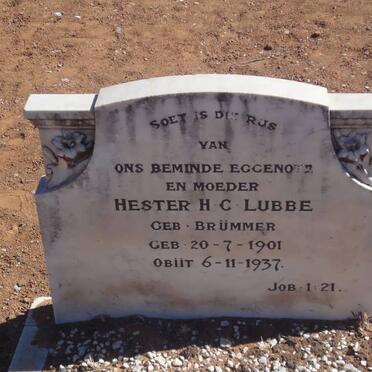 SOET IS DIE RUS
VAN
ONS BEMINDE EGGENOTE
EN MOEDER
HESTER H C LUBBE
GEB · BRÜMMER
GEB · 20 - 7 - 1901
OBIIT 6 - 11 - 1937.
JOB · 1 : 21 .